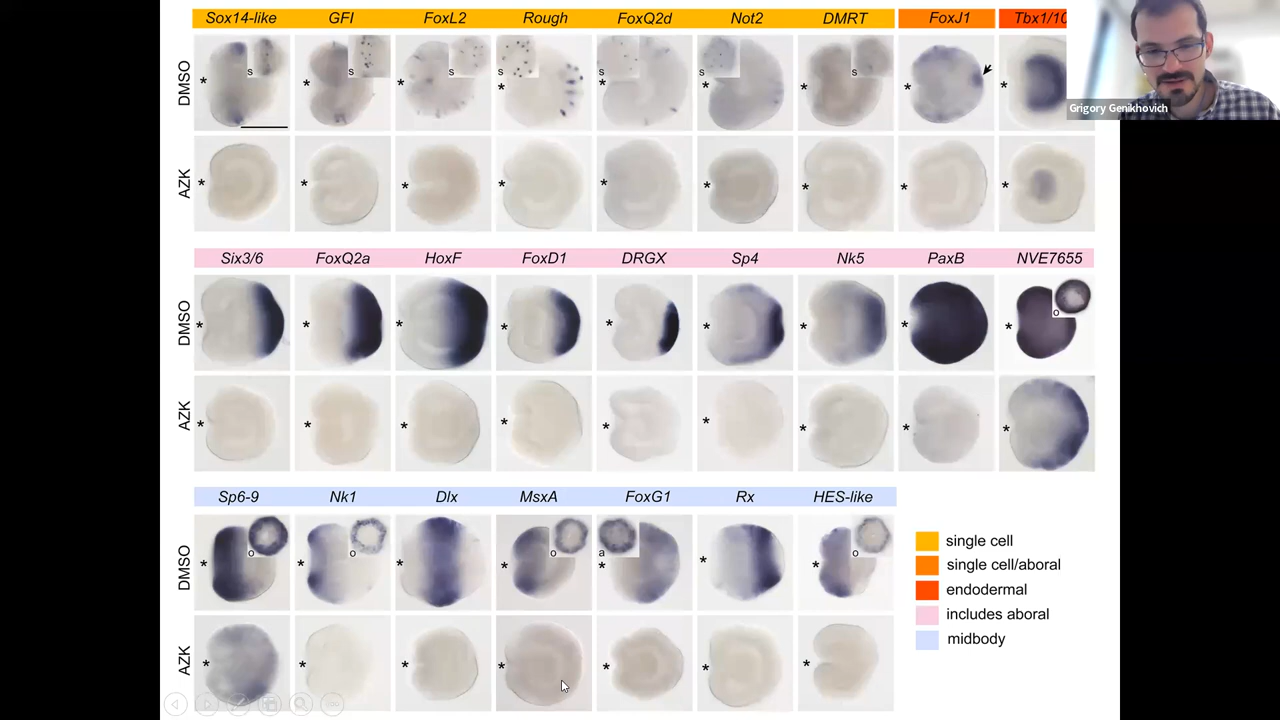 Sox14-like GFI FoxL2 Rough FoxQ2d Not2 DMRT FoxJ1 Tbx1/10
DMSO * s * s * s * s * s * s * s * *
Grigory Genikhovich
AZK * * * * * * * * *
Six3/6 FoxQ2a HoxF FoxD1 DRGX Sp4 Nk5 PaxB NVE7655
DMSO * * * * * * * * * o
AZK * * * * * * * * *
Sp6-9 Nk1 Dlx MsxA FoxG1 Rx HES-like
DMSO * o * o * * o * a * * o
AZK * * * * * * *
single cell
single cell/aboral
endodermal
includes aboral
midbody